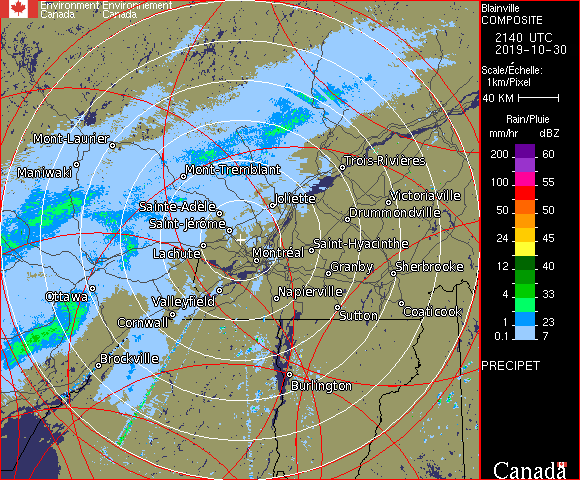 Environment Environnement
Canada Canada
Blainville
COMPOSITE
2140 UTC
2019-10-30
Scale/Échelle:
1km/Pixel
40 KM
Rain/Pluie
mm/hr dBZ
200 60
100 55
50 50
24 45
12 40
4 33
1 23
0.1 7
PRECIPET
Canada
Mont-Laurier
Maniwaki
Mont-Tremblant
Trois-Rivières
Sainte-Adèle
Joliette
Victoriaville
Drummondville
Saint-Jérôme
Lachute
Montréal
Saint-Hyacinthe
Granby
Sherbrooke
Ottawa
Valleyfield
Napierville
Cornwall
Sutton
Coaticook
Brockville
Burlington